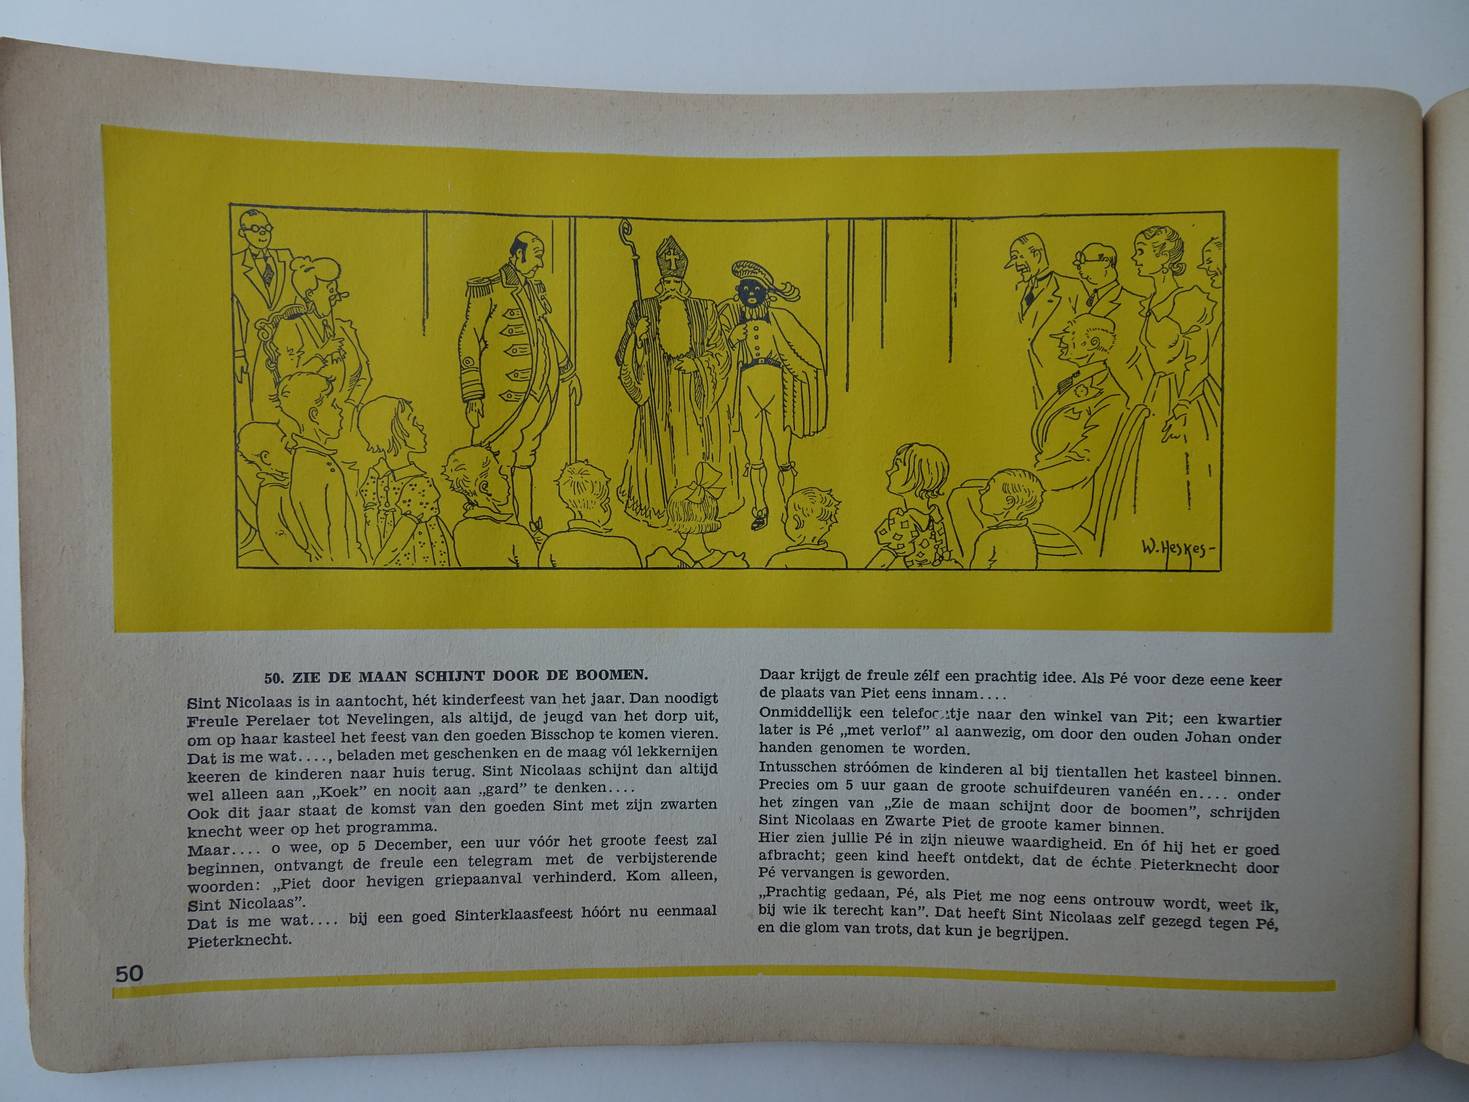 W. Heskes-
50. ZIE DE MAAN SCHIJNT DOOR DE BOOMEN.
Sint Nicolaas is in aantocht, hét kinderfeest van het jaar. Dan noodigt
Freule Perelaer tot Nevelingen, als altijd, de jeugd van het dorp uit,
om op haar kasteel het feest van den goeden Bisschop te komen vieren.
Dat is me wat...., beladen met geschenken en de maag vól lekkernijen
keeren de kinderen naar huis terug. Sint Nicolaas schijnt dan altijd
wel alleen aan „Koek” en nooit aan „gard” te denken....
Ook dit jaar staat de komst van den goeden Sint met zijn zwarten
knecht weer op het programma.
Maar.... o wee, op 5 December, een uur vóór het groote feest zal
beginnen, ontvangt de freule een telegram met de verbijsterende
woorden: „Piet door hevigen griepaanval verhinderd. Kom alleen,
Sint Nicolaas”.
Dat is me wat.... bij een goed Sinterklaasfeest hóórt nu eenmaal
Pieterknecht.
Daar krijgt de freule zélf een prachtig idee. Als Pé voor deze eene keer
de plaats van Piet eens innam....
Onmiddellijk een naar den winkel van Pit; een kwartier
later is Pé „met verlof” al aanwezig, om door den ouden Johan onder
handen genomen te worden.
Intusschen stróómen de kinderen al bij tientallen het kasteel binnen.
Precies om 5 uur gaan de groote schuifdeuren vanéén en.... onder
het zingen van „Zie de maan schijnt door de boomen”, schrijden
Sint Nicolaas en Zwarte Piet de groote kamer binnen.
Hier zien jullie Pé in zijn nieuwe waardigheid. En óf hij het er goed
afbracht; geen kind heeft ontdekt, dat de échte Pieterknecht door
Pé vervangen is geworden.
„Prachtig gedaan, Pé, als Piet me nog eens ontrouw wordt, weet ik,
bij wie ik terecht kan”. Dat heeft Sint Nicolaas zelf gezegd tegen Pé,
en die glom van trots, dat kun je begrijpen.
50